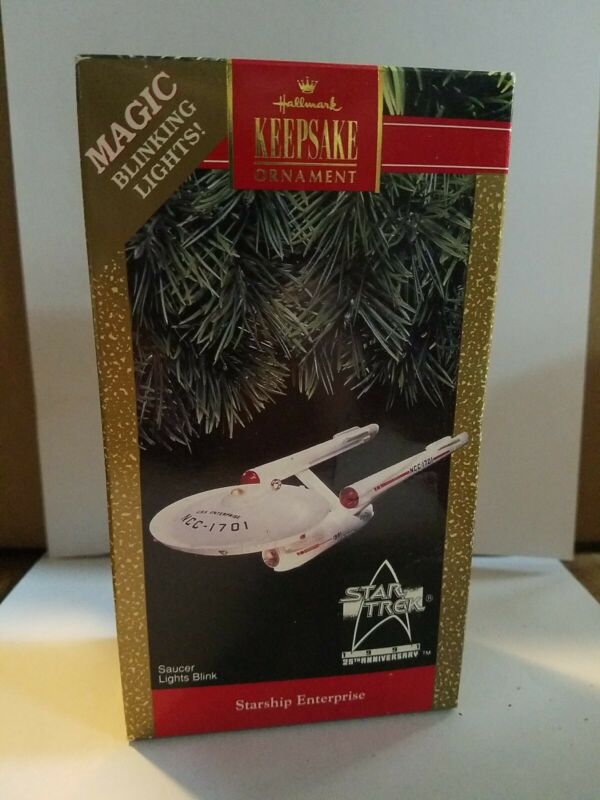 MAGIC
BLINKING
LIGHTS!
Hallmark
KEEPSAKE
ORNAMENT
U.S.S. ENTERPRISE
NCC-1701
NCC-1701
STAR
TREK®
1991
25TH ANNIVERSARY™
Saucer
Lights Blink
Starship Enterprise